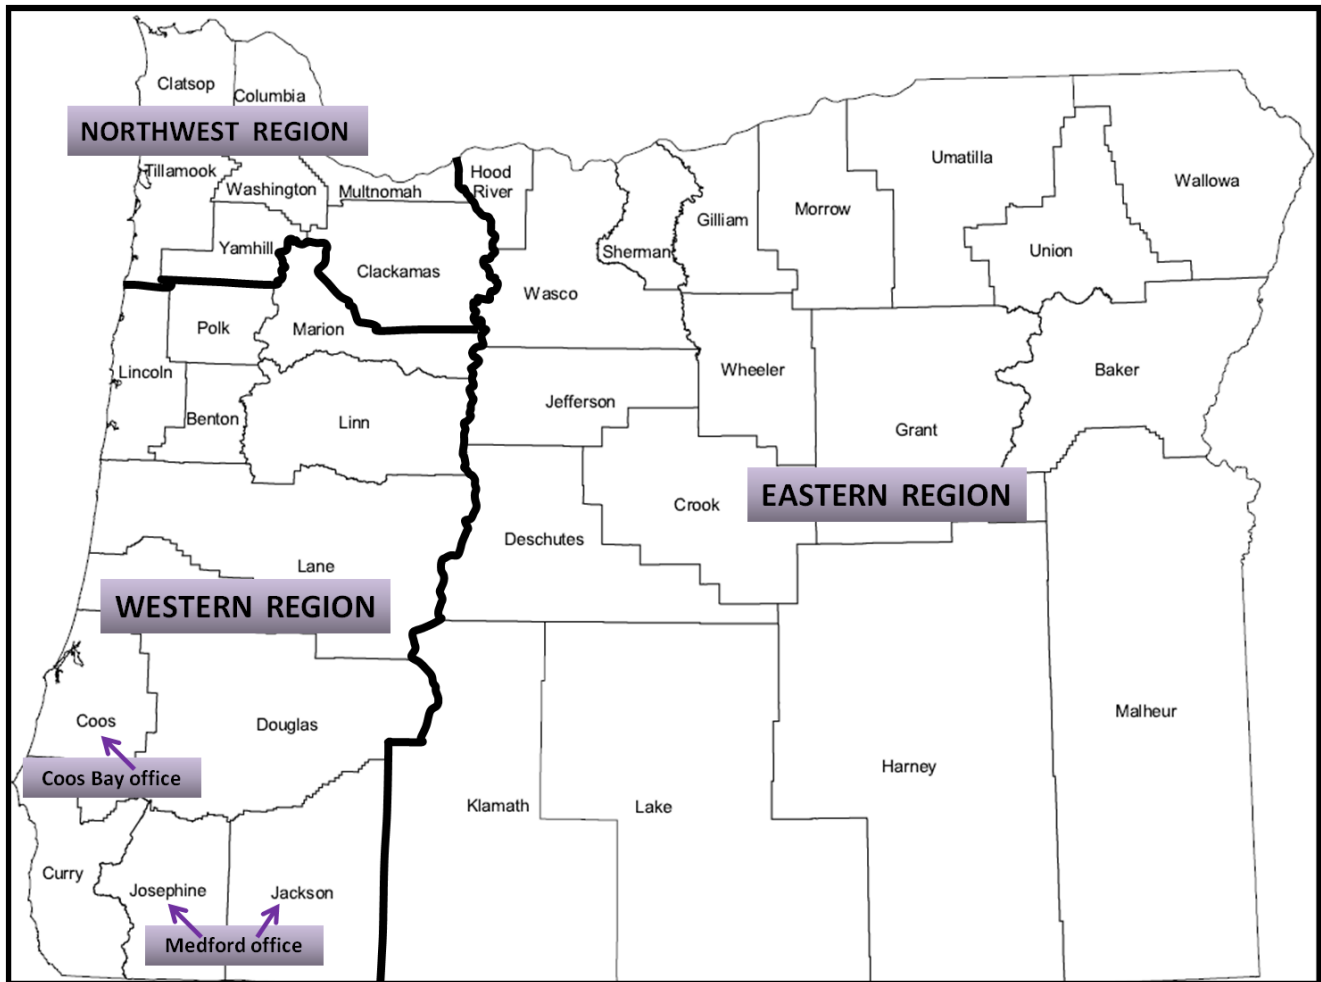 Clatsop
Columbia
NORTHWEST REGION
Tillamook
Washington
Multnomah
Hood
River
Yamhill
Clackamas
Umatilla
Wallowa
Morrow
Gilliam
Sherman
Union
Wasco
Polk
Marion
Lincoln
Wheeler
Baker
Jefferson
Benton
Linn
Grant
EASTERN REGION
Crook
Deschutes
Lane
WESTERN REGION
Coos
Douglas
Malheur
Coos Bay office
Harney
Klamath
Lake
Curry
Josephine
Jackson
Medford office